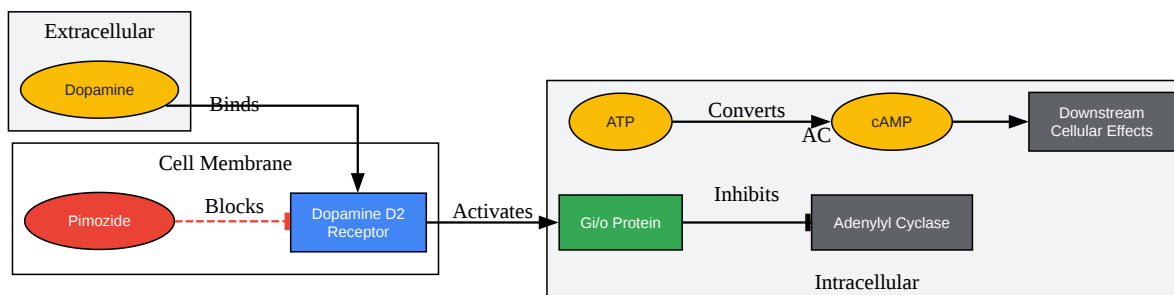 Extracellular
Dopamine
Binds
Cell Membrane
Pimozide
Blocks
Dopamine D2
Receptor
Activates
ATP
Converts
AC
cAMP
Downstream
Cellular Effects
Gi/o Protein
Inhibits
Adenylyl Cyclase
Intracellular